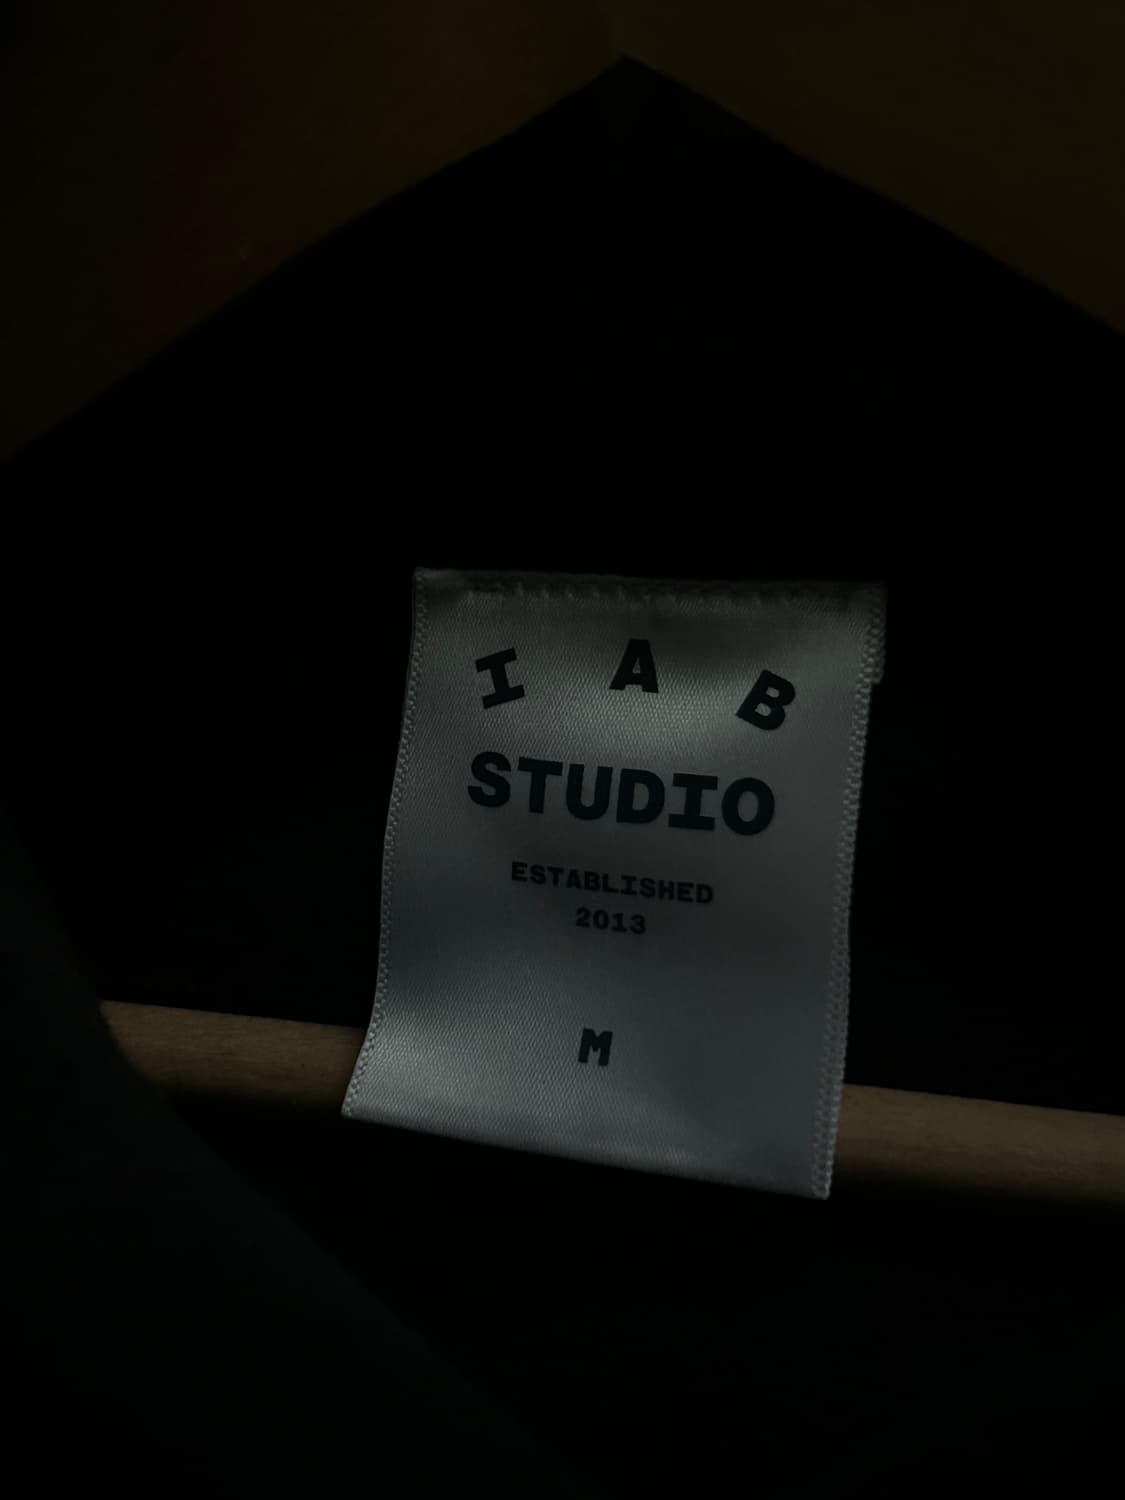 I A B
STUDIO
ESTABLISHED
2013
M